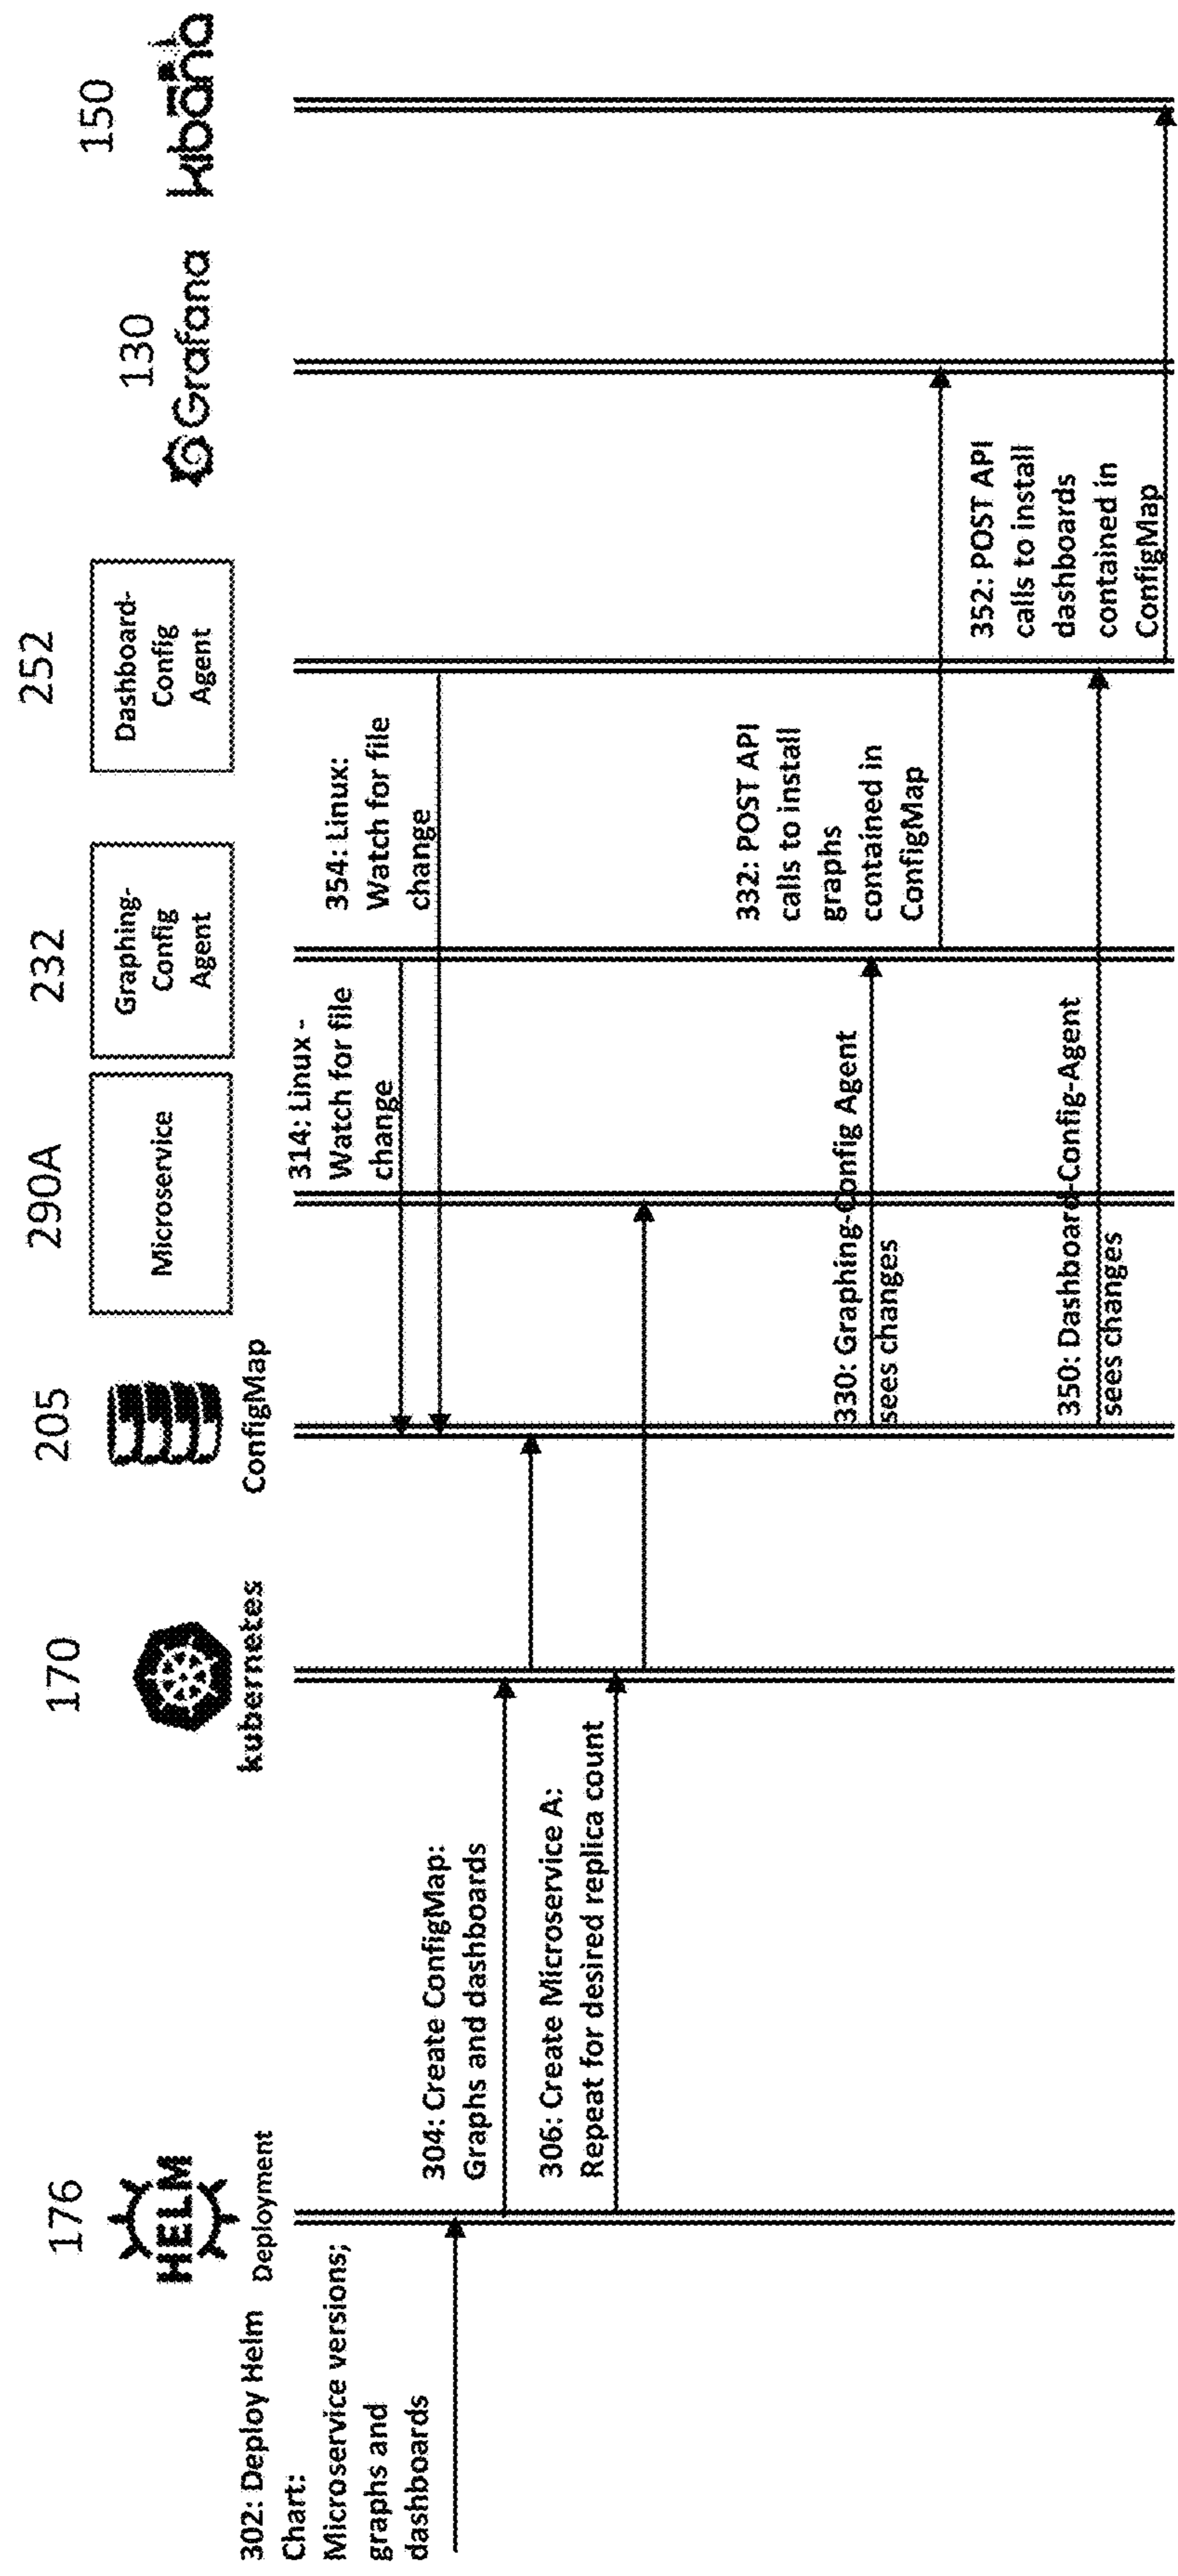 176
HELM
Deployment
170
kubernetes
205
ConfigMap
290A
Microservice
232
Graphing-
Config
Agent
252
Dashboard-
Config
Agent
130
Grafana
150
kibana
302: Deploy Helm
Chart:
Microservice versions;
graphs and
dashboards
314: Linux -
Watch for file
change
354: Linux:
Watch for file
change
304: Create ConfigMap:
Graphs and dashboards
306: Create Microservice A:
Repeat for desired replica count
332: POST API
calls to install
graphs
contained in
ConfigMap
330: Graphing-Config Agent
sees changes
352: POST API
calls to install
dashboards
contained in
ConfigMap
350: Dashboard-Config-Agent
sees changes